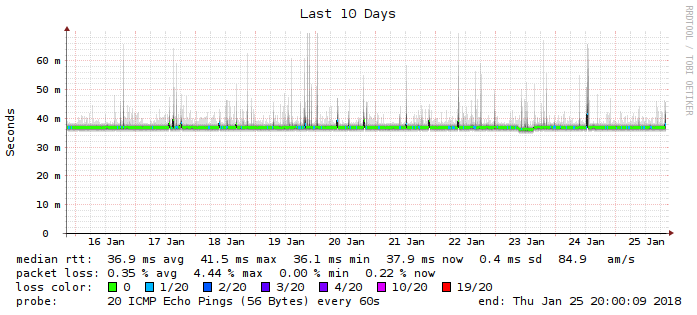 Last 10 Days
RRDTOOL / TOBI OETIKER
Seconds
60 m
50 m
40 m
30 m
20 m
10 m
0
16 Jan 17 Jan 18 Jan 19 Jan 20 Jan 21 Jan 22 Jan 23 Jan 24 Jan 25 Jan
median rtt: 36.9 ms avg 41.5 ms max 36.1 ms min 37.9 ms now 0.4 ms sd 84.9 am/s
packet loss: 0.35 % avg 4.44 % max 0.00 % min 0.22 % now
loss color: 0 1/20 2/20 3/20 4/20 10/20 19/20
probe: 20 ICMP Echo Pings (56 Bytes) every 60s end: Thu Jan 25 20:00:09 2018